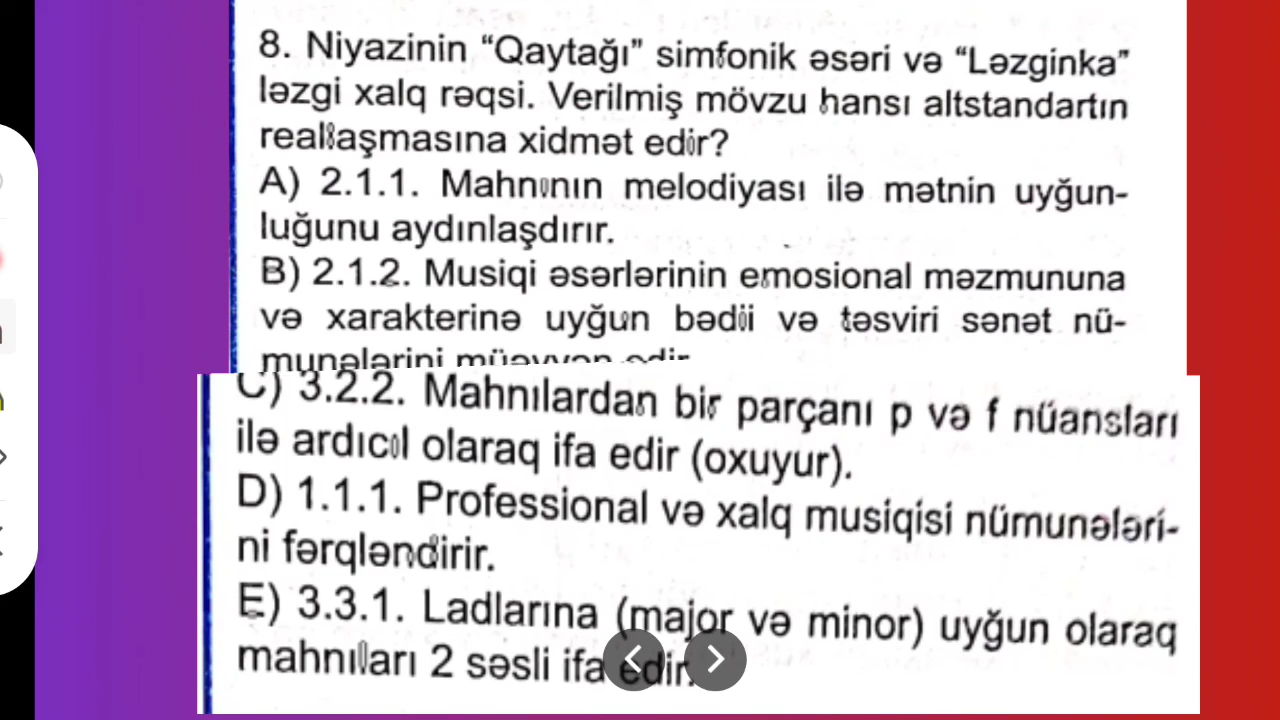 8. Niyazinin “Qaytağı” simfonik əsəri və “Ləzginka”
ləzgi xalq rəqsi. Verilmiş mövzu hansı altstandartın
reallaşmasına xidmət edir?
A) 2.1.1. Mahnının melodiyası ilə mətnin uyğun-
luğunu aydınlaşdırır.
B) 2.1.2. Musiqi əsərlərinin emosional məzmununa
və xarakterinə uyğun bədii və təsviri sənət nü-
munələrini müəyyən edir
C) 3.2.2. Mahnılardan bir parçanı p və f nüansları
ilə ardıcıl olaraq ifa edir (oxuyur).
D) 1.1.1. Professional və xalq musiqisi nümunələri-
ni fərqləndirir.
E) 3.3.1. Ladlarına (major və minor) uyğun olaraq
mahnıları 2 səsli ifa edir.